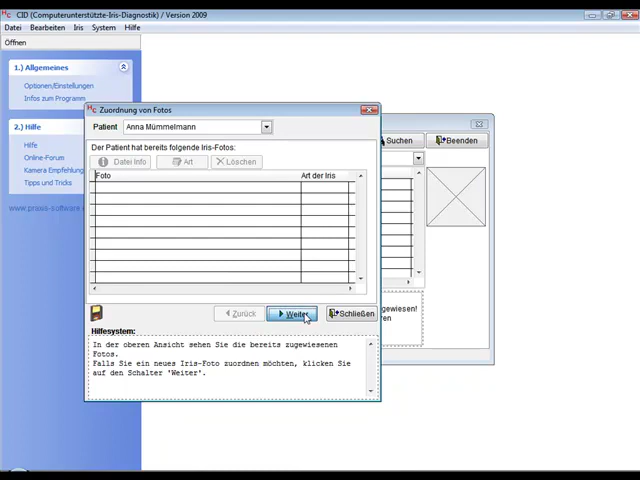 CID (Computerunterstützte-Iris-Diagnostik) / Version 2009
Datei Bearbeiten Iris System Hilfe
Öffnen
1.) Allgemeines
Optionen/Einstellungen
Infos zum Programm
2.) Hilfe
Hilfe
Online-Forum
Kamera Empfehlung
Tipps und Tricks
Zuordnung von Fotos
Patient Anna Mümmelmann
Der Patient hat bereits folgende Iris-Fotos:
Datei Info Art Löschen
Foto Art der Iris
Zurück Weiter Schließen
Hilfesystem:
In der oberen Ansicht sehen Sie die bereits zugewiesenen
Fotos.
Falls Sie ein neues Iris-Foto zuordnen möchten, klicken Sie
auf den Schalter 'Weiter'.
Suchen Beenden
gewiesen!